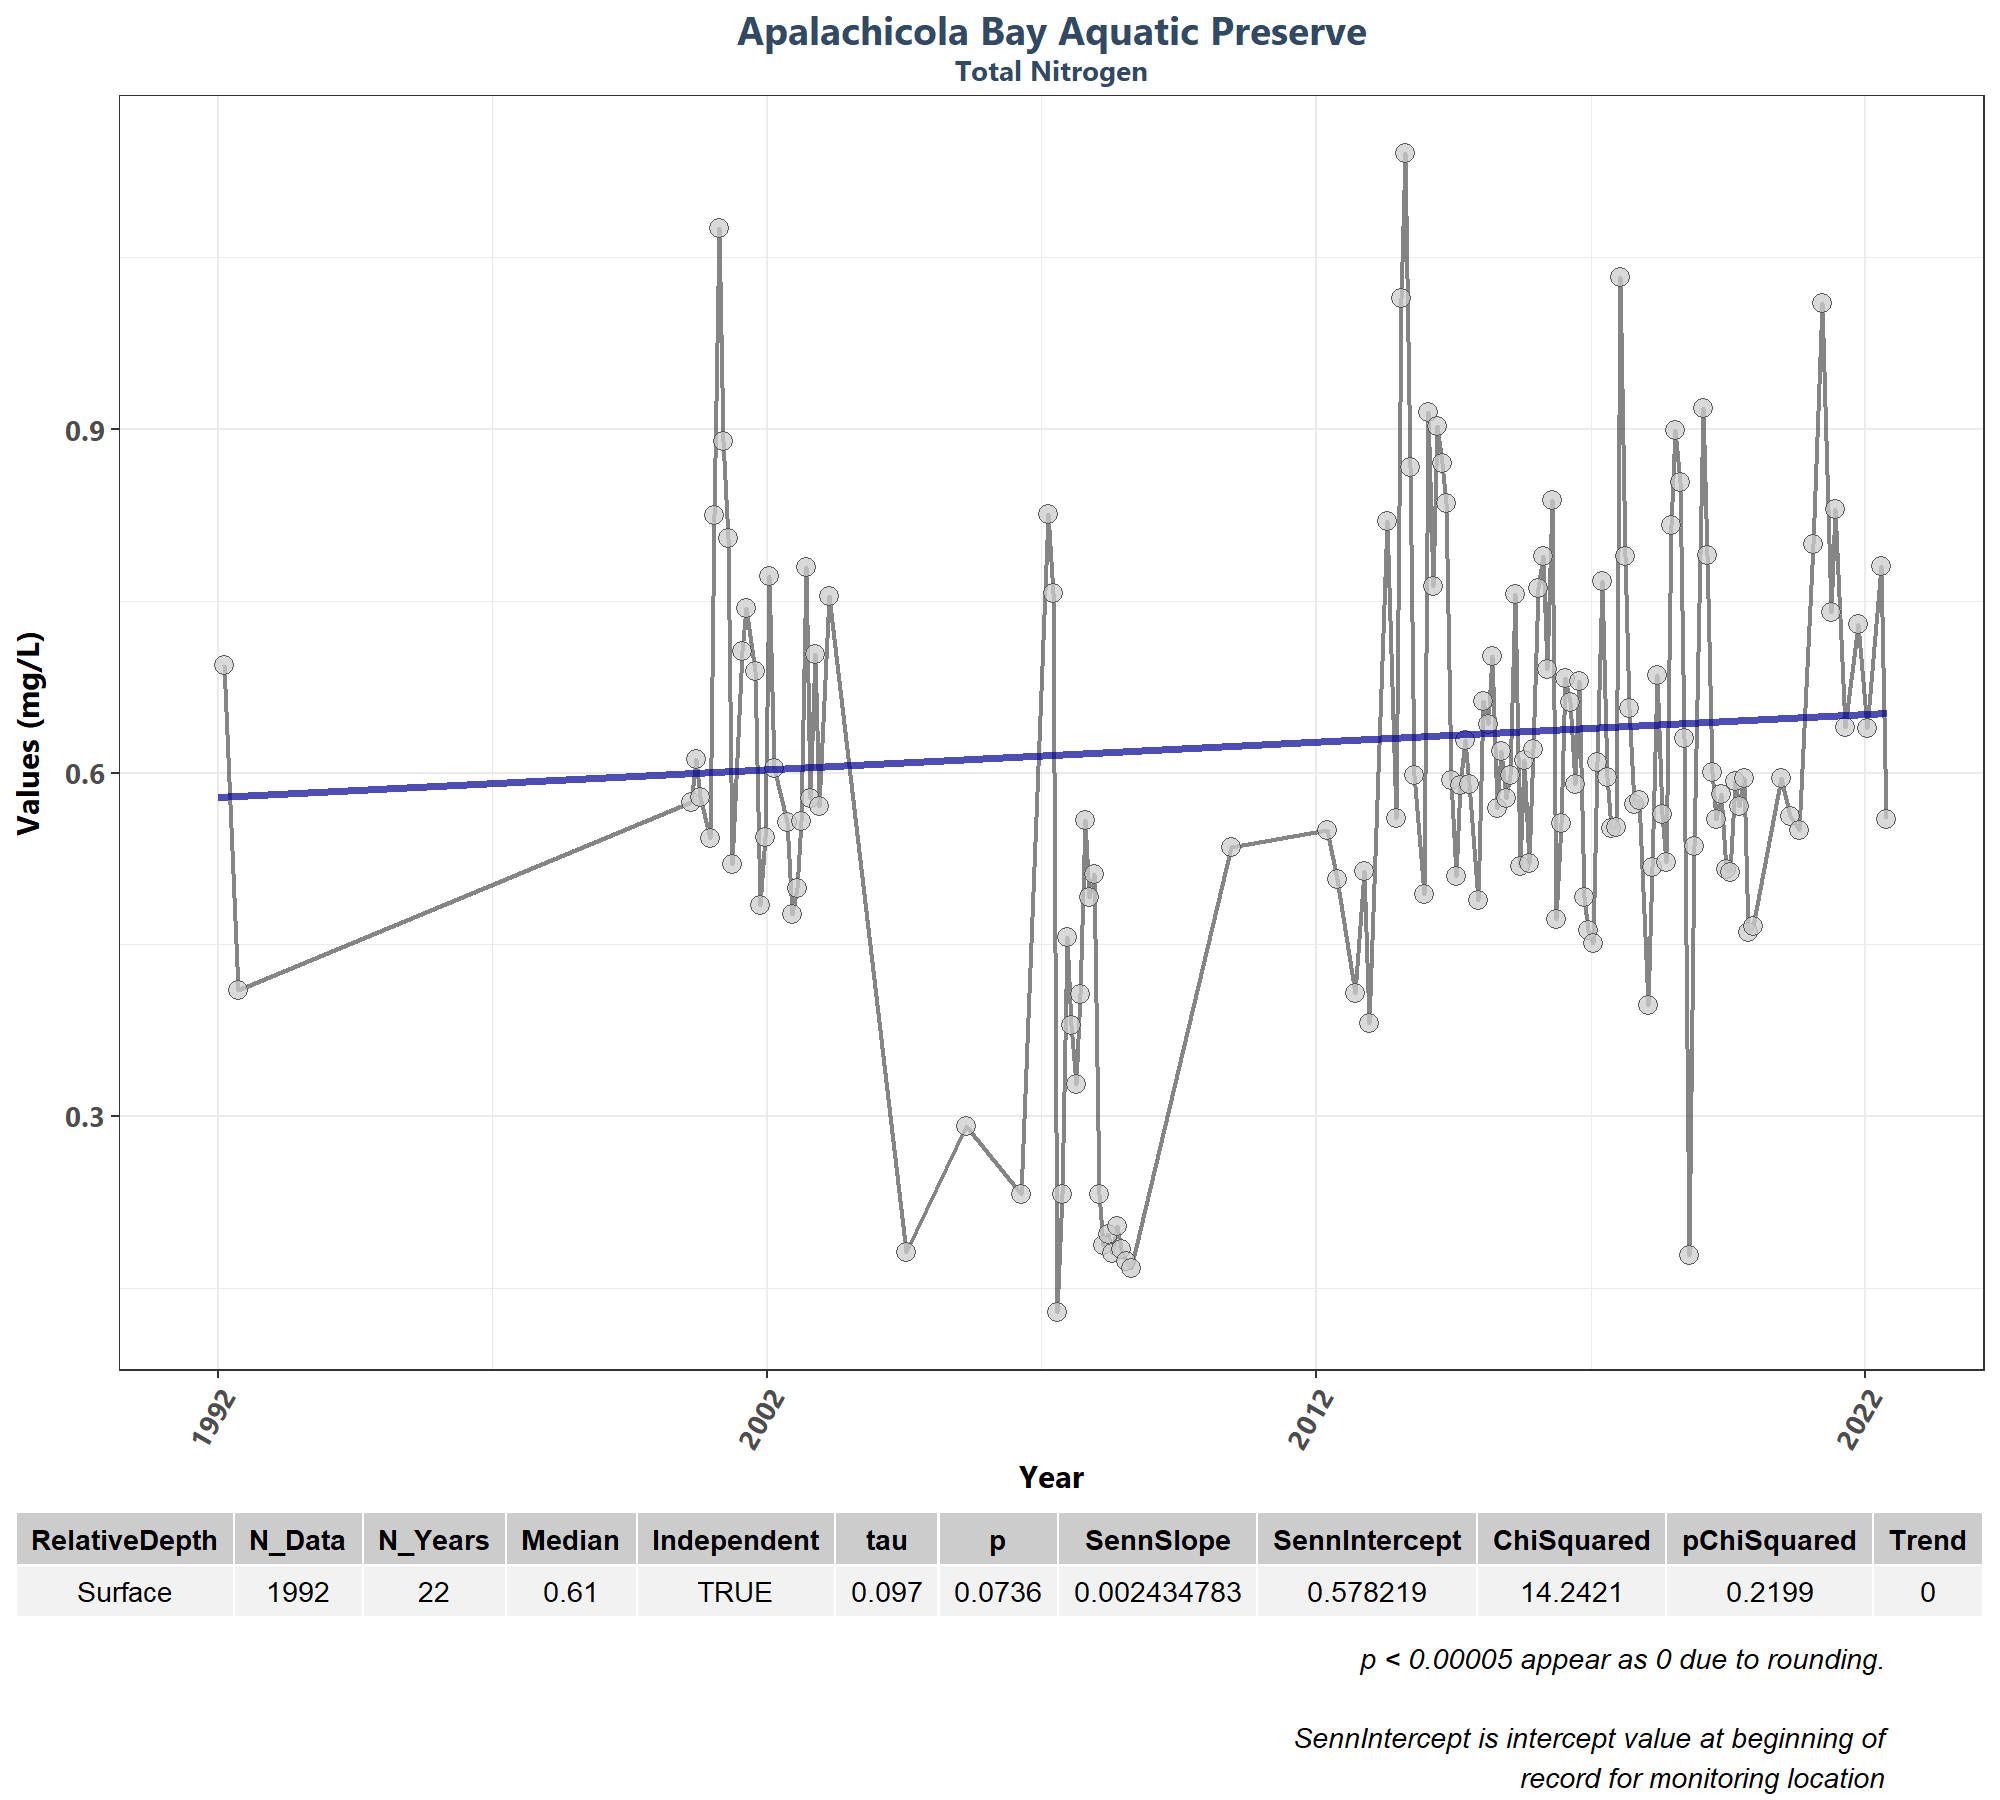 Apalachicola Bay Aquatic Preserve
Total Nitrogen
Values (mg/L)
0.9
0.6
0.3
1992 2002 2012 2022
Year
RelativeDepth N_Data N_Years Median Independent tau p SennSlope SennIntercept ChiSquared pChiSquared Trend
Surface 1992 22 0.61 TRUE 0.097 0.0736 0.002434783 0.578219 14.2421 0.2199 0
p < 0.00005 appear as 0 due to rounding.
SennIntercept is intercept value at beginning of
record for monitoring location